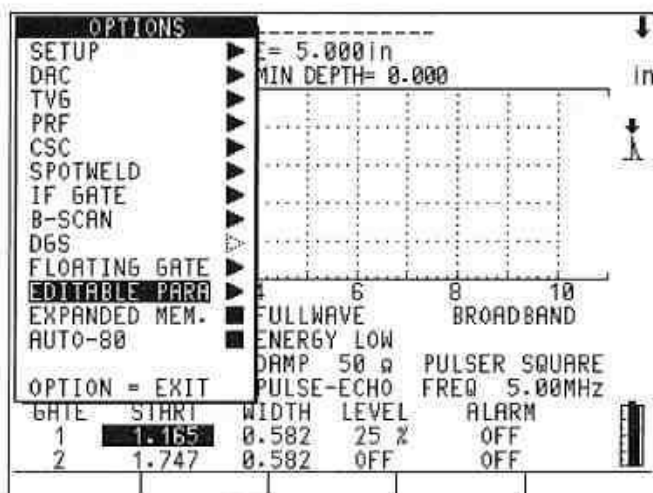 OPTIONS
SETUP
DAC
TVG
PRF
CSC
SPOTWELD
IF GATE
B-SCAN
DGS
FLOATING GATE
EDITABLE PARA
EXPANDED MEM.
AUTO-80
OPTION = EXIT
E= 5.000in
MIN DEPTH= 0.000 in
4 6 8 10
FULLWAVE BROADBAND
ENERGY LOW
DAMP 50 Ω PULSER SQUARE
PULSE-ECHO FREQ 5.00MHz
GATE START WIDTH LEVEL ALARM
1 1.165 0.582 25 % OFF
2 1.747 0.582 OFF OFF